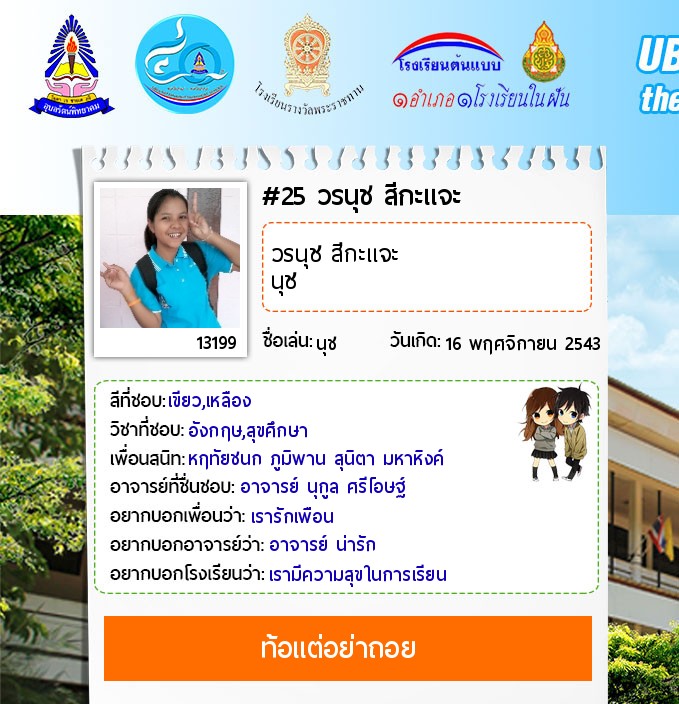 อุบลรัตน์พิทยาคม
โรงเรียนรางวัลพระราชทาน
โรงเรียนต้นแบบ
๑อำเภอ๑โรงเรียนในฝัน
UB
the
#25 วรนุช สีกะแจะ
วรนุช สีกะแจะ
นุช
13199
ชื่อเล่น: นุช วันเกิด: 16 พฤศจิกายน 2543
สีที่ชอบ: เขียว,เหลือง
วิชาที่ชอบ: อังกฤษ,สุขศึกษา
เพื่อนสนิท: หฤทัยชนก ภูมิพาน สุนิตา มหาหิงค์
อาจารย์ที่ชื่นชอบ: อาจารย์ นุกูล ศรีโอษฐ์
อยากบอกเพื่อนว่า: เรารักเพือน
อยากบอกอาจารย์ว่า: อาจารย์ น่ารัก
อยากบอกโรงเรียนว่า: เรามีความสุขในการเรียน
ท้อแต่อย่าถอย